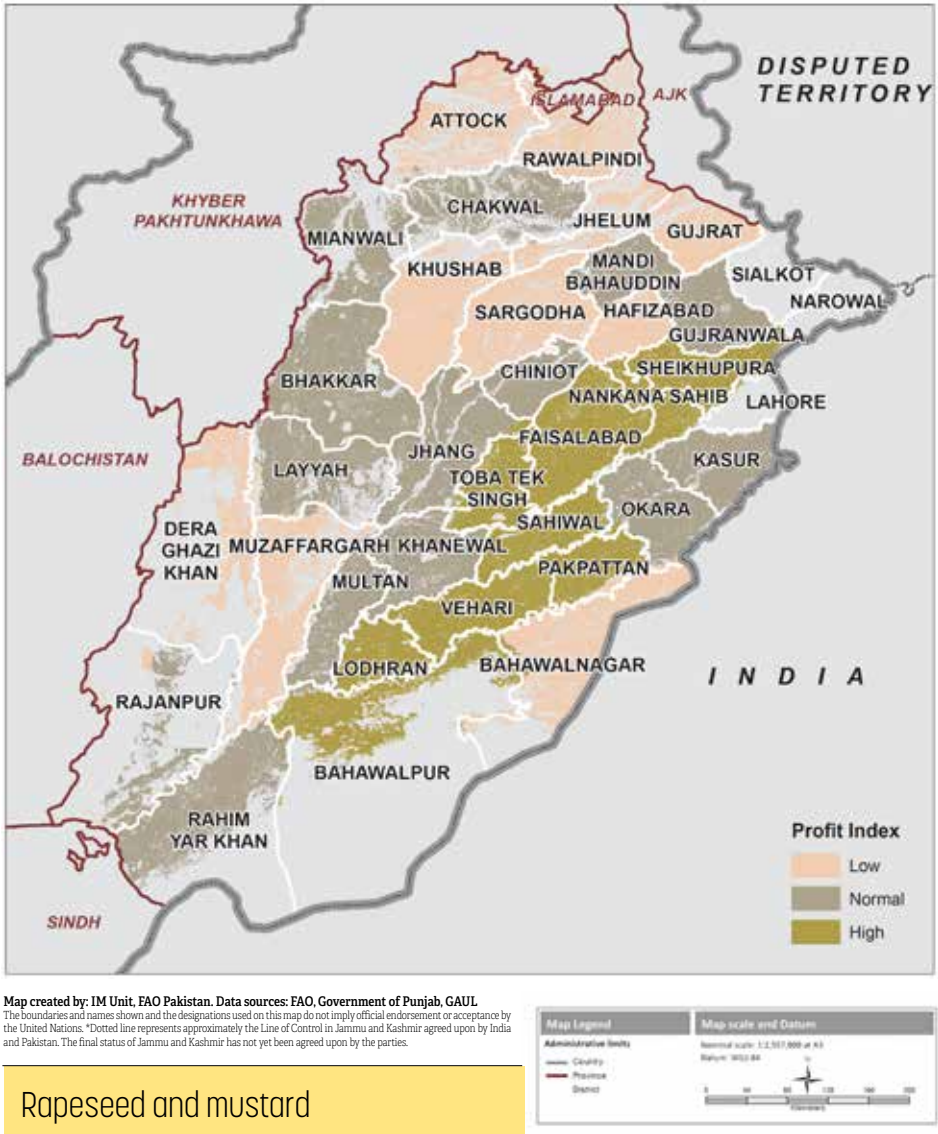 DISPUTED
TERRITORY
ISLAMABAD
AJK
ATTOCK
RAWALPINDI
KHYBER
PAKHTUNKHAWA
CHAKWAL
JHELUM
MIANWALI
GUJRAT
KHUSHAB
MANDI
BAHAUDDIN
SIALKOT
NAROWAL
SARGODHA
HAFIZABAD
GUJRANWALA
BHAKKAR
CHINIOT
SHEIKHUPURA
NANKANA SAHIB
LAHORE
FAISALABAD
BALOCHISTAN
LAYYAH
JHANG
KASUR
TOBA TEK
SINGH
OKARA
SAHIWAL
DERA
GHAZI
KHAN
MUZAFFARGARH
KHANEWAL
MULTAN
PAKPATTAN
VEHARI
LODHRAN
BAHAWALNAGAR
INDIA
RAJANPUR
BAHAWALPUR
RAHIM
YAR KHAN
SINDH
Profit Index
Low
Normal
High
Map created by: IM Unit, FAO Pakistan. Data sources: FAO, Government of Punjab, GAUL
The boundaries and names shown and the designations used on this map do not imply official endorsement or acceptance by
the United Nations. *Dotted line represents approximately the Line of Control in Jammu and Kashmir agreed upon by India
and Pakistan. The final status of Jammu and Kashmir has not yet been agreed upon by the parties.
Map Legend
Administrative limits
Country
Province
District
Map scale and Datum
Kilometers
Rapeseed and mustard